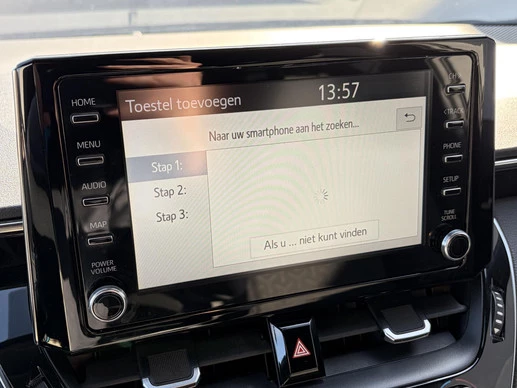 Toestel toevoegen 13:57
Naar uw smartphone aan het zoeken...
Stap 1:
Stap 2:
Stap 3:
Als u ... niet kunt vinden
HOME
MENU
AUDIO
MAP
POWER
VOLUME
CH
<TRACK
PHONE
SETUP
TUNE
SCROLL